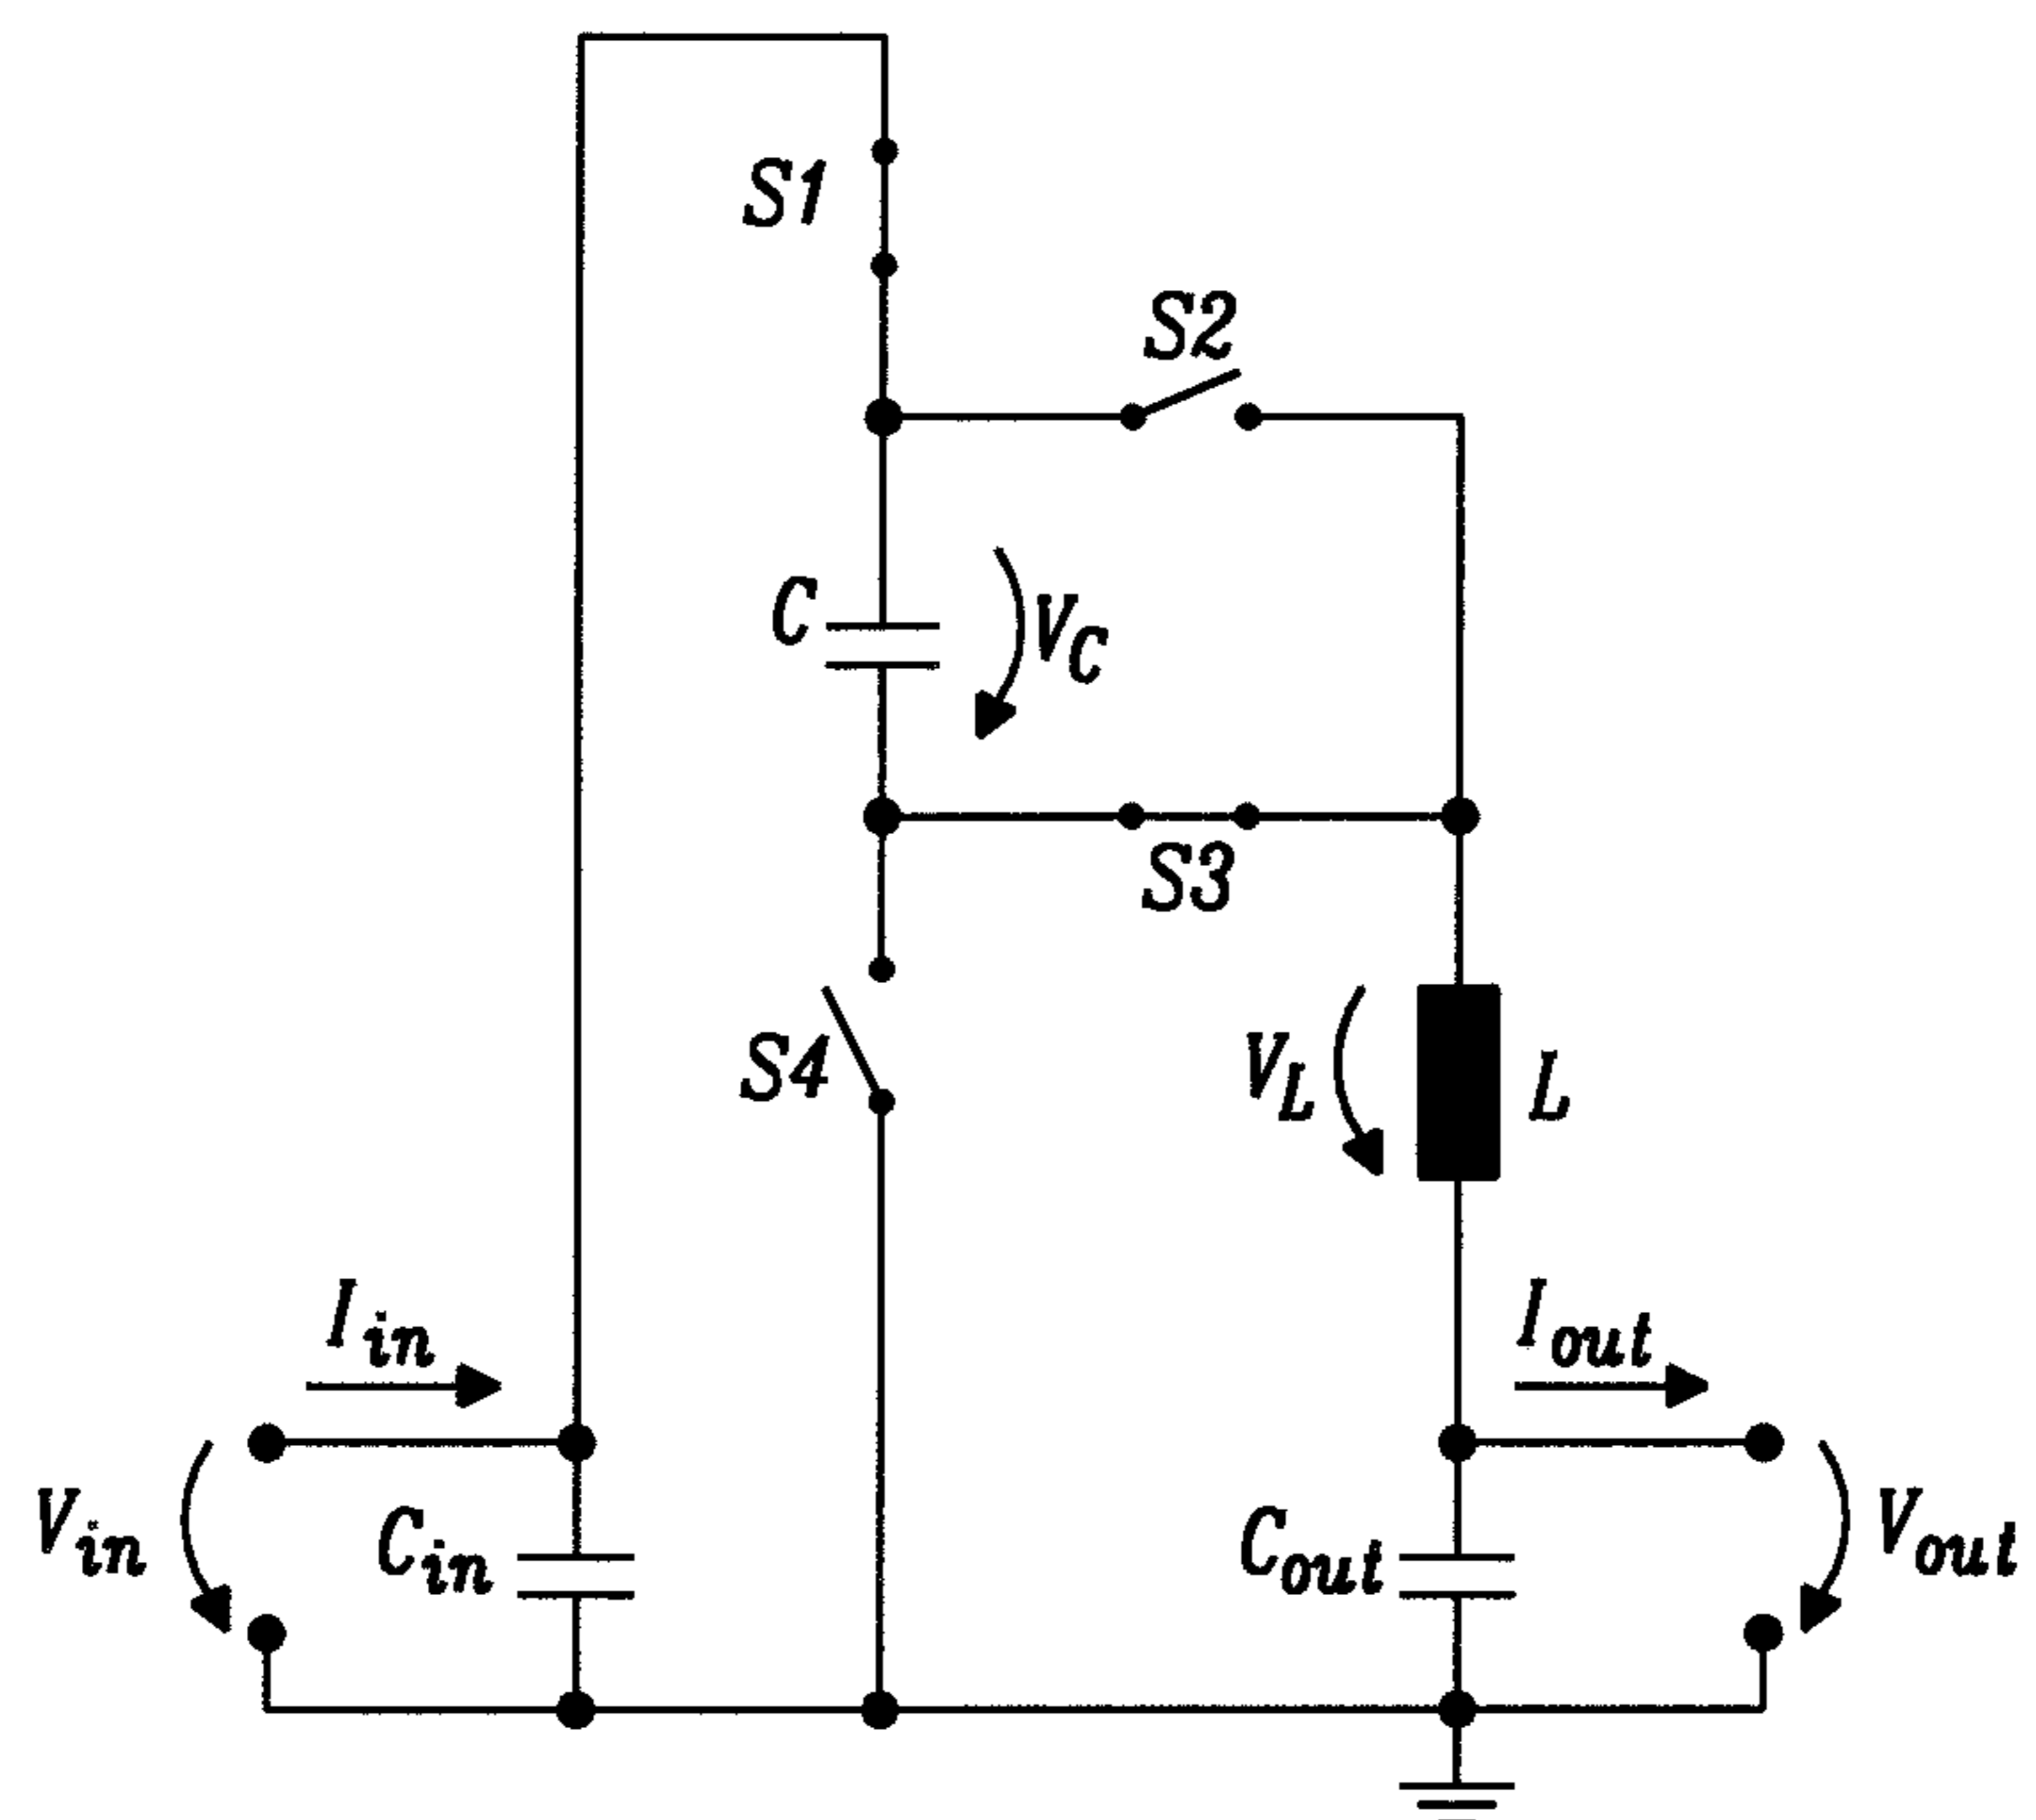 S1
S2
C
V_C
S3
S4
V_L
L
I_in
I_out
V_in
C_in
C_out
V_out